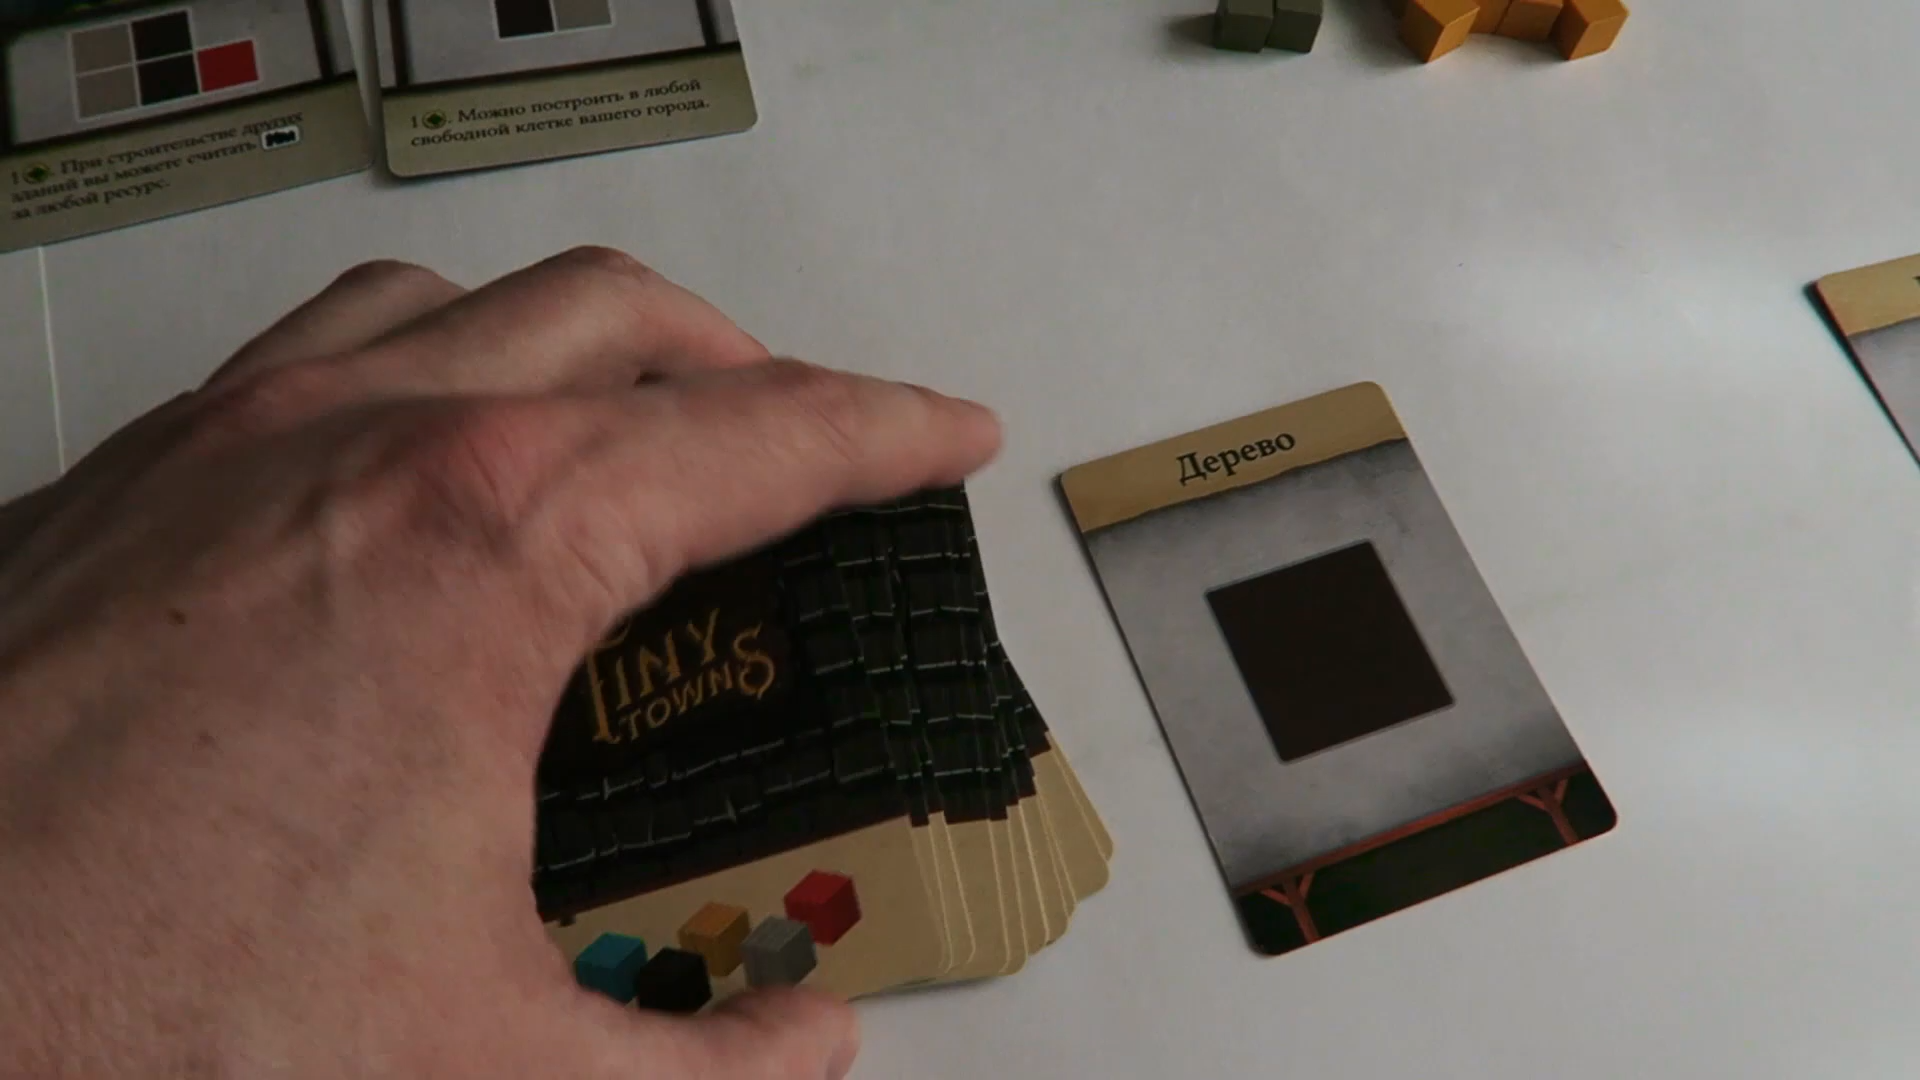 1 . При строительстве других
зданий вы можете считать
за любой ресурс.
1 . Можно построить в любой
свободной клетке вашего города.
Дерево
TINY
TOWNS